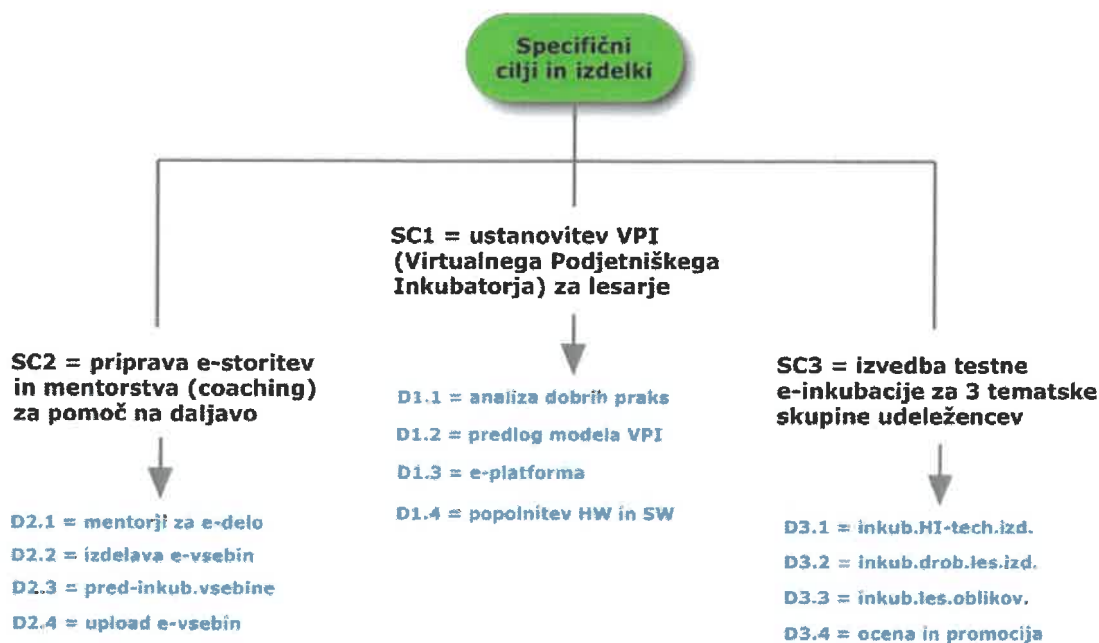 Specifični
cilji in izdelki
SC1 = ustanovitev VPI
(Virtualnega Podjetniškega
Inkubatorja) za lesarje
D1.1 = analiza dobrih praks
D1.2 = predlog modela VPI
D1.3 = e-platforma
D1.4 = popolnitev HW in SW
SC2 = priprava e-storitev
in mentorstva (coaching)
za pomoč na daljavo
D2.1 = mentorji za e-delo
D2.2 = izdelava e-vsebin
D2.3 = pred-inkub.vsebine
D2.4 = upload e-vsebin
SC3 = izvedba testne
e-inkubacije za 3 tematske
skupine udeležencev
D3.1 = inkub.HI-tech.izd.
D3.2 = inkub.drob.les.izd.
D3.3 = inkub.les.oblikov.
D3.4 = ocena in promocija